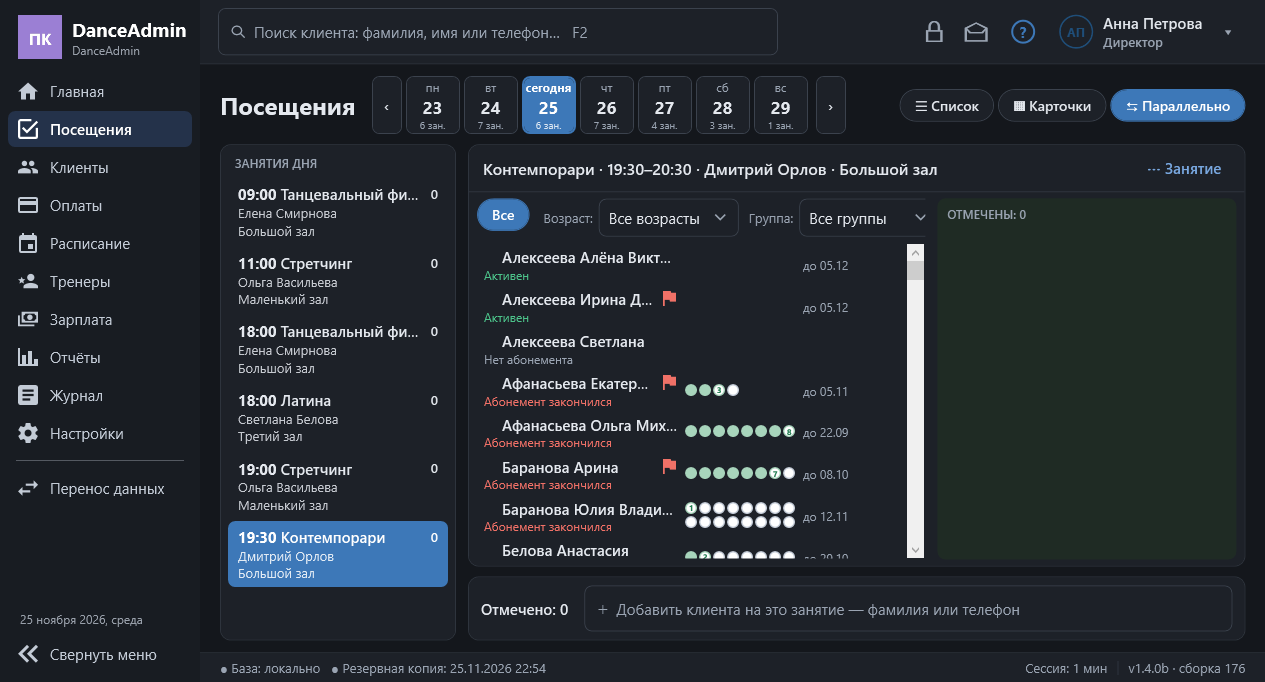 ПК
DanceAdmin
DanceAdmin
Поиск клиента: фамилия, имя или телефон... F2
?
АП
Анна Петрова
Директор
Главная
Посещения
Клиенты
Оплаты
Расписание
Тренеры
Зарплата
Отчёты
Журнал
Настройки
Перенос данных
25 ноября 2026, среда
Свернуть меню
Посещения
‹
пн
23
6 зан.
вт
24
7 зан.
сегодня
25
6 зан.
чт
26
7 зан.
пт
27
4 зан.
сб
28
3 зан.
вс
29
1 зан.
›
Список
Карточки
Параллельно
ЗАНЯТИЯ ДНЯ
09:00 Танцевальный фи... 0
Елена Смирнова
Большой зал
11:00 Стретчинг 0
Ольга Васильева
Маленький зал
18:00 Танцевальный фи... 0
Елена Смирнова
Большой зал
18:00 Латина 0
Светлана Белова
Третий зал
19:00 Стретчинг 0
Ольга Васильева
Маленький зал
19:30 Контемпорари 0
Дмитрий Орлов
Большой зал
Контемпорари · 19:30–20:30 · Дмитрий Орлов · Большой зал
--- Занятие
Все
Возраст: Все возрасты
Группа: Все группы
Алексеева Алёна Викт... до 05.12
Активен
Алексеева Ирина Д... до 05.12
Активен
Алексеева Светлана
Нет абонемента
Афанасьева Екатер... 3 до 05.11
Абонемент закончился
Афанасьева Ольга Мих... 8 до 22.09
Абонемент закончился
Баранова Арина 7 до 08.10
Абонемент закончился
Баранова Юлия Влади... 1 до 12.11
Абонемент закончился
Белова Анастасия 2 до 29.10
ОТМЕЧЕНЫ: 0
Отмечено: 0
+ Добавить клиента на это занятие — фамилия или телефон
● База: локально ● Резервная копия: 25.11.2026 22:54
Сессия: 1 мин
v1.4.0b · сборка 176